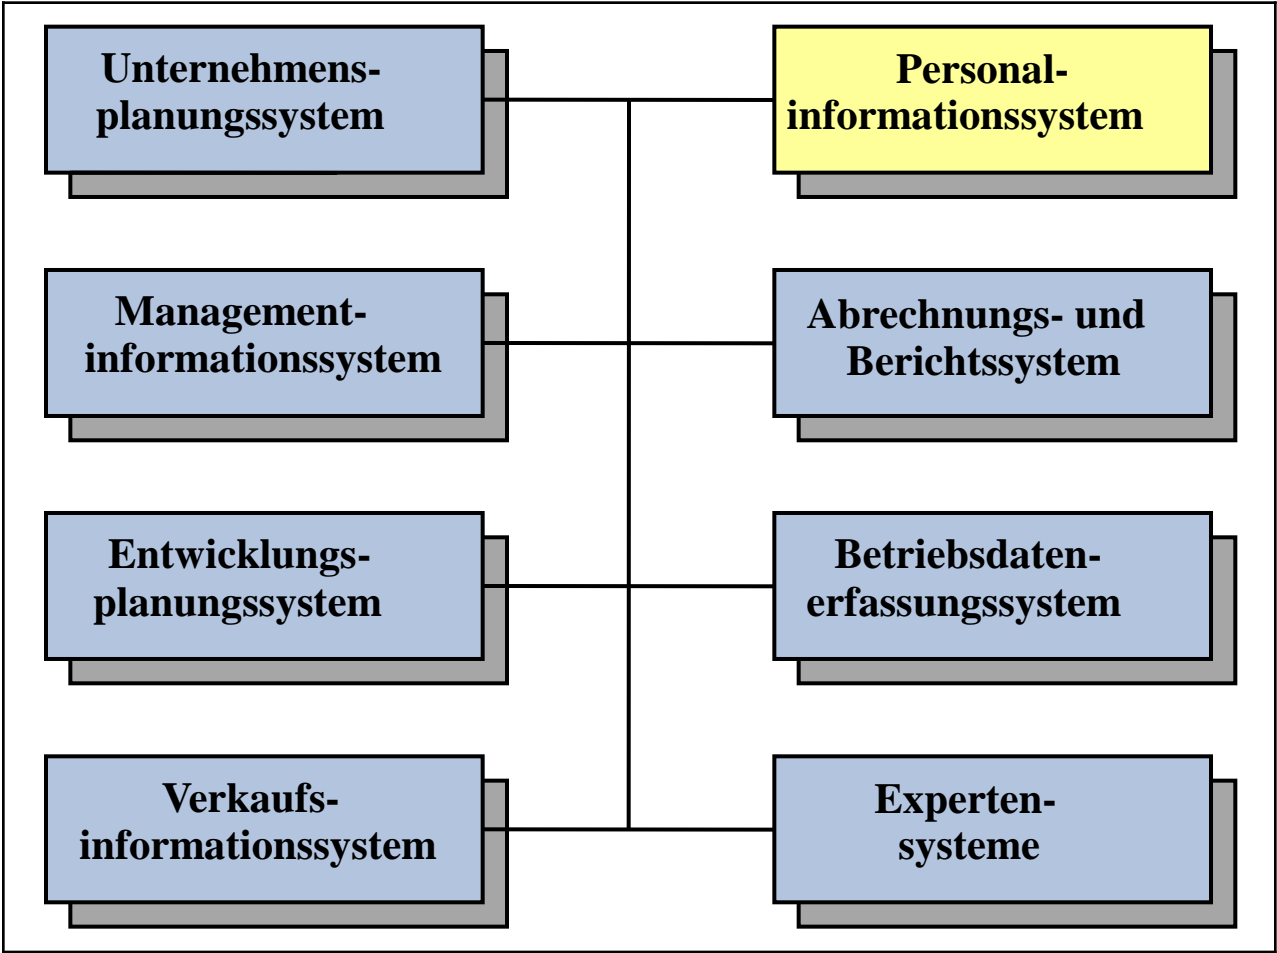 Unternehmens-
planungssystem
Personal-
informationssystem
Management-
informationssystem
Abrechnungs- und
Berichtssystem
Entwicklungs-
planungssystem
Betriebsdaten-
erfassungssystem
Verkaufs-
informationssystem
Experten-
systeme